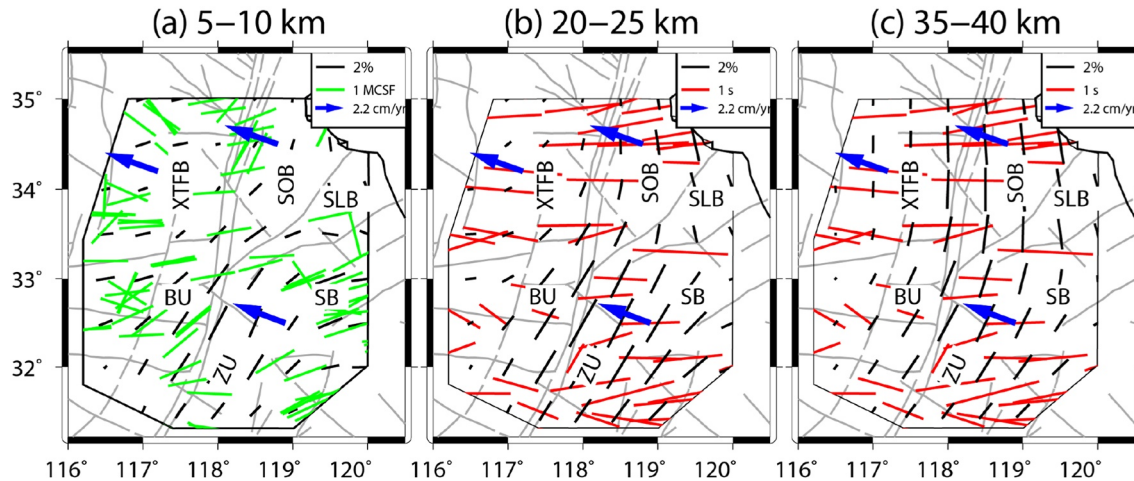 (a) 5−10 km
(b) 20−25 km
(c) 35−40 km
2%
1 MCSF
2.2 cm/yr
2%
1 s
2.2 cm/yr
2%
1 s
2.2 cm/yr
35°
34°
33°
32°
XTFB
SOB
SLB
BU
SB
ZU
XTFB
SOB
SLB
BU
SB
ZU
XTFB
SOB
SLB
BU
SB
ZU
116° 117° 118° 119° 120°
116° 117° 118° 119° 120°
116° 117° 118° 119° 120°